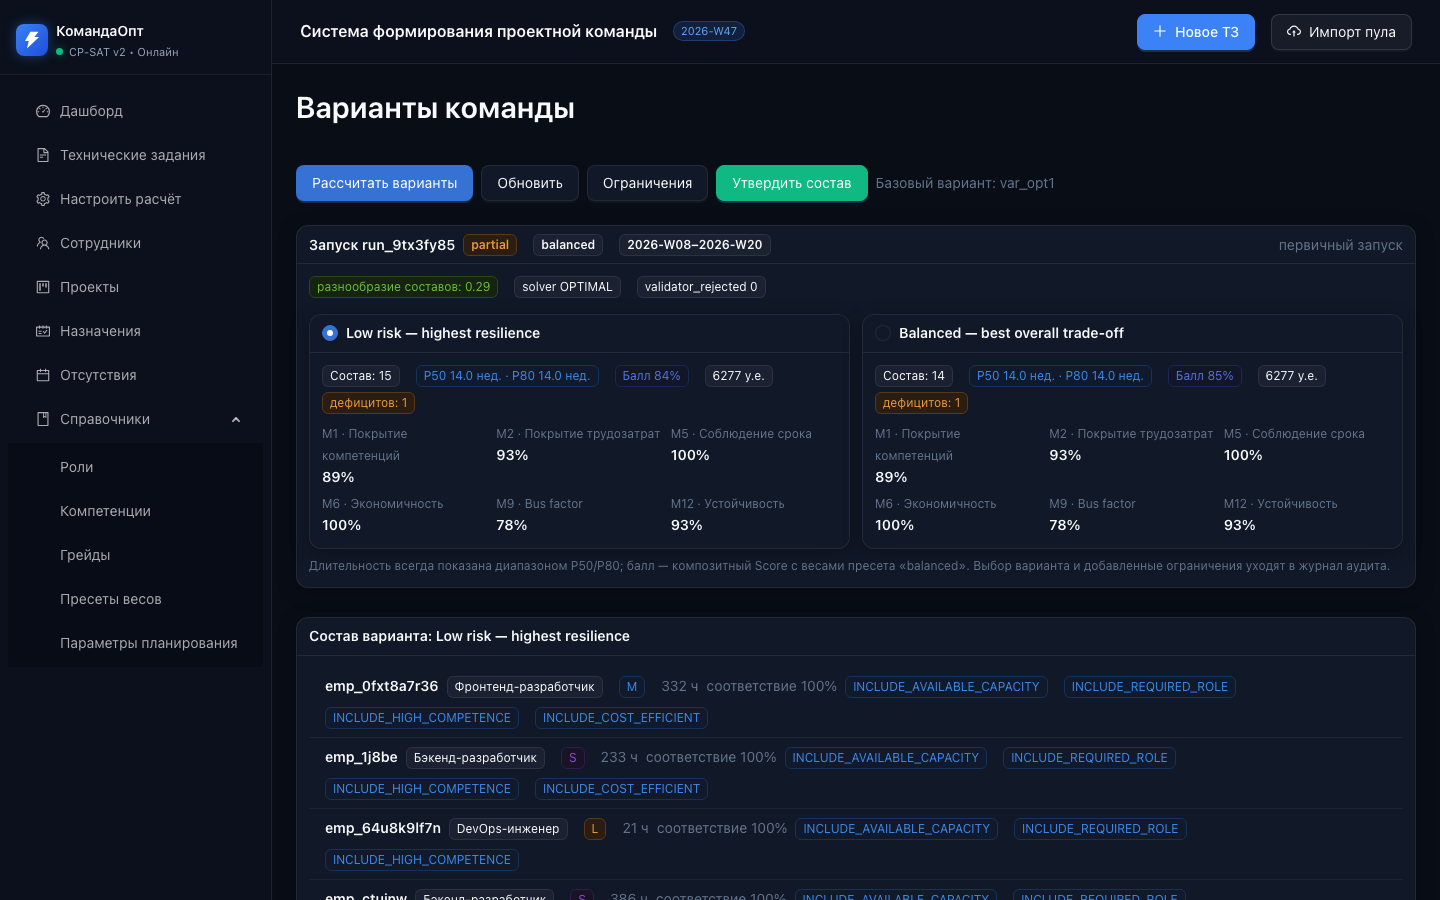 КомандаОпт
CP-SAT v2 • Онлайн
Дашборд
Технические задания
Настроить расчёт
Сотрудники
Проекты
Назначения
Отсутствия
Справочники
Роли
Компетенции
Грейды
Пресеты весов
Параметры планирования
Система формирования проектной команды 2026-W47
Новое ТЗ Импорт пула
Варианты команды
Рассчитать варианты Обновить Ограничения Утвердить состав Базовый вариант: var_opt1
Запуск run_9tx3fy85 partial balanced 2026-W08–2026-W20 первичный запуск
разнообразие составов: 0.29 solver OPTIMAL validator_rejected 0
Low risk — highest resilience
Состав: 15 P50 14.0 нед. · P80 14.0 нед. Балл 84% 6277 у.е.
дефицитов: 1
M1 · Покрытие компетенций
89%
M2 · Покрытие трудозатрат
93%
M5 · Соблюдение срока
100%
M6 · Экономичность
100%
M9 · Bus factor
78%
M12 · Устойчивость
93%
Balanced — best overall trade-off
Состав: 14 P50 14.0 нед. · P80 14.0 нед. Балл 85% 6277 у.е.
дефицитов: 1
M1 · Покрытие компетенций
89%
M2 · Покрытие трудозатрат
93%
M5 · Соблюдение срока
100%
M6 · Экономичность
100%
M9 · Bus factor
78%
M12 · Устойчивость
93%
Длительность всегда показана диапазоном P50/P80; балл — композитный Score с весами пресета «balanced». Выбор варианта и добавленные ограничения уходят в журнал аудита.
Состав варианта: Low risk — highest resilience
emp_0fxt8a7r36 Фронтенд-разработчик M 332 ч соответствие 100% INCLUDE_AVAILABLE_CAPACITY INCLUDE_REQUIRED_ROLE
INCLUDE_HIGH_COMPETENCE INCLUDE_COST_EFFICIENT
emp_1j8be Бэкенд-разработчик S 233 ч соответствие 100% INCLUDE_AVAILABLE_CAPACITY INCLUDE_REQUIRED_ROLE
INCLUDE_HIGH_COMPETENCE INCLUDE_COST_EFFICIENT
emp_64u8k9lf7n DevOps-инженер L 21 ч соответствие 100% INCLUDE_AVAILABLE_CAPACITY INCLUDE_REQUIRED_ROLE
INCLUDE_HIGH_COMPETENCE
Бэкенд-разработчик S 386 ч соответствие 100% INCLUDE_AVAILABLE_CAPACITY INCLUDE_REQUIRED_ROLE